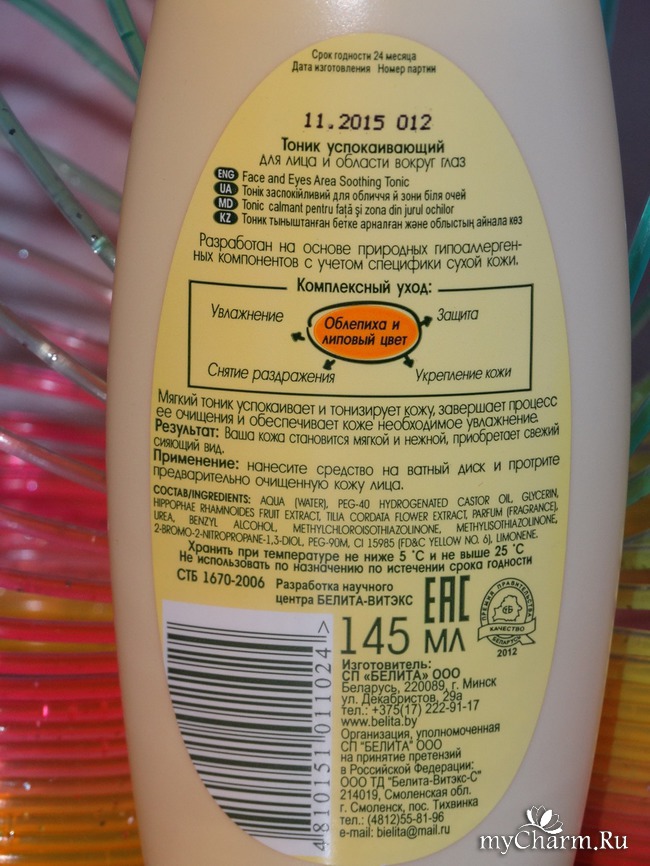 Срок годности 24 месяца
Дата изготовления Номер партии
11.2015 012
Тоник успокаивающий
для лица и области вокруг глаз
ENG Face and Eyes Area Soothing Tonic
UA Тонік заспокійливий для обличчя й зони біля очей
MD Tonic calmant pentru față și zona din jurul ochilor
KZ Тоник тыныштанған бетке арналған және облыстың айнала көз
Разработан на основе природных гипоаллерген-
ных компонентов с учетом специфики сухой кожи.
Комплексный уход:
Увлажнение
Защита
Облепиха и
липовый цвет
Снятие раздражения
Укрепление кожи
Мягкий тоник успокаивает и тонизирует кожу, завершает процесс
ее очищения и обеспечивает коже необходимое увлажнение.
Результат: Ваша кожа становится мягкой и нежной, приобретает свежий
сияющий вид.
Применение: нанесите средство на ватный диск и протрите
предварительно очищенную кожу лица.
СОСТАВ/INGREDIENTS: AQUA (WATER), PEG-40 HYDROGENATED CASTOR OIL, GLYCERIN,
HIPPOPHAE RHAMNOIDES FRUIT EXTRACT, TILIA CORDATA FLOWER EXTRACT, PARFUM (FRAGRANCE),
UREA, BENZYL ALCOHOL, METHYLCHLOROISOTHIAZOLINONE, METHYLISOTHIAZOLINONE,
2-BROMO-2-NITROPROPANE-1,3-DIOL, PEG-90M, CI 15985 (FD&C YELLOW NO. 6), LIMONENE.
Хранить при температуре не ниже 5 °С и не выше 25 °С
Не использовать по назначению по истечении срока годности
СТБ 1670-2006 Разработка научного
центра БЕЛИТА-ВИТЭКС
ЕАС
ПРЕМИЯ ПРАВИТЕЛЬСТВА
КАЧЕСТВО
БЕЛАРУСИ
2012
145 мл
Изготовитель:
СП «БЕЛИТА» ООО
Беларусь, 220089, г. Минск
ул. Декабристов, 29а
тел.: +375(17) 222-91-17
www.belita.by
Организация, уполномоченная
СП "БЕЛИТА" ООО
на принятие претензий
в Российской Федерации:
ООО ТД "Белита-Витэкс-С"
214019, Смоленская обл.
г. Смоленск, пос. Тихвинка
тел.: (4812)55-81-96
e-mail: bielita@mail.ru
4 810151 011024 >
myCharm.Ru